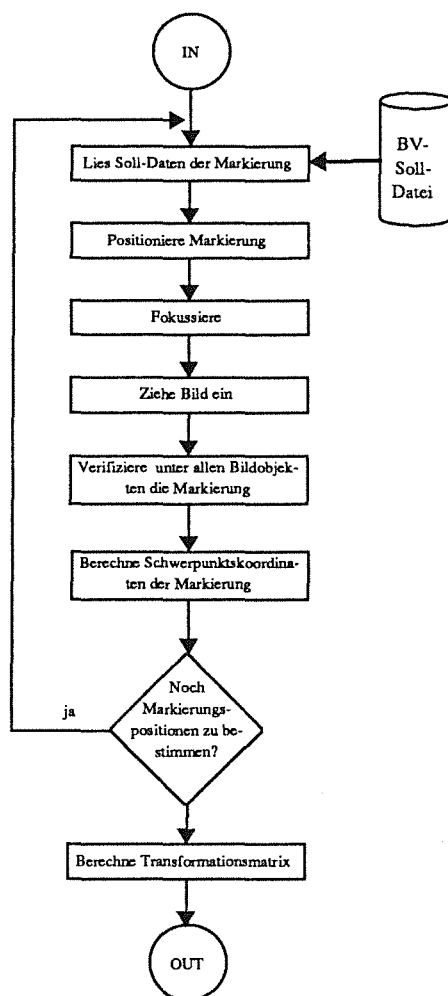 IN
Lies Soll-Daten der Markierung
BV-
Soll-
Datei
Positioniere Markierung
Fokussiere
Ziehe Bild ein
Verifiziere unter allen Bildobjek-
ten die Markierung
Berechne Schwerpunktskoordina-
ten der Markierung
Noch
Markierungs-
positionen zu be-
stimmen?
ja
Berechne Transformationsmatrix
OUT